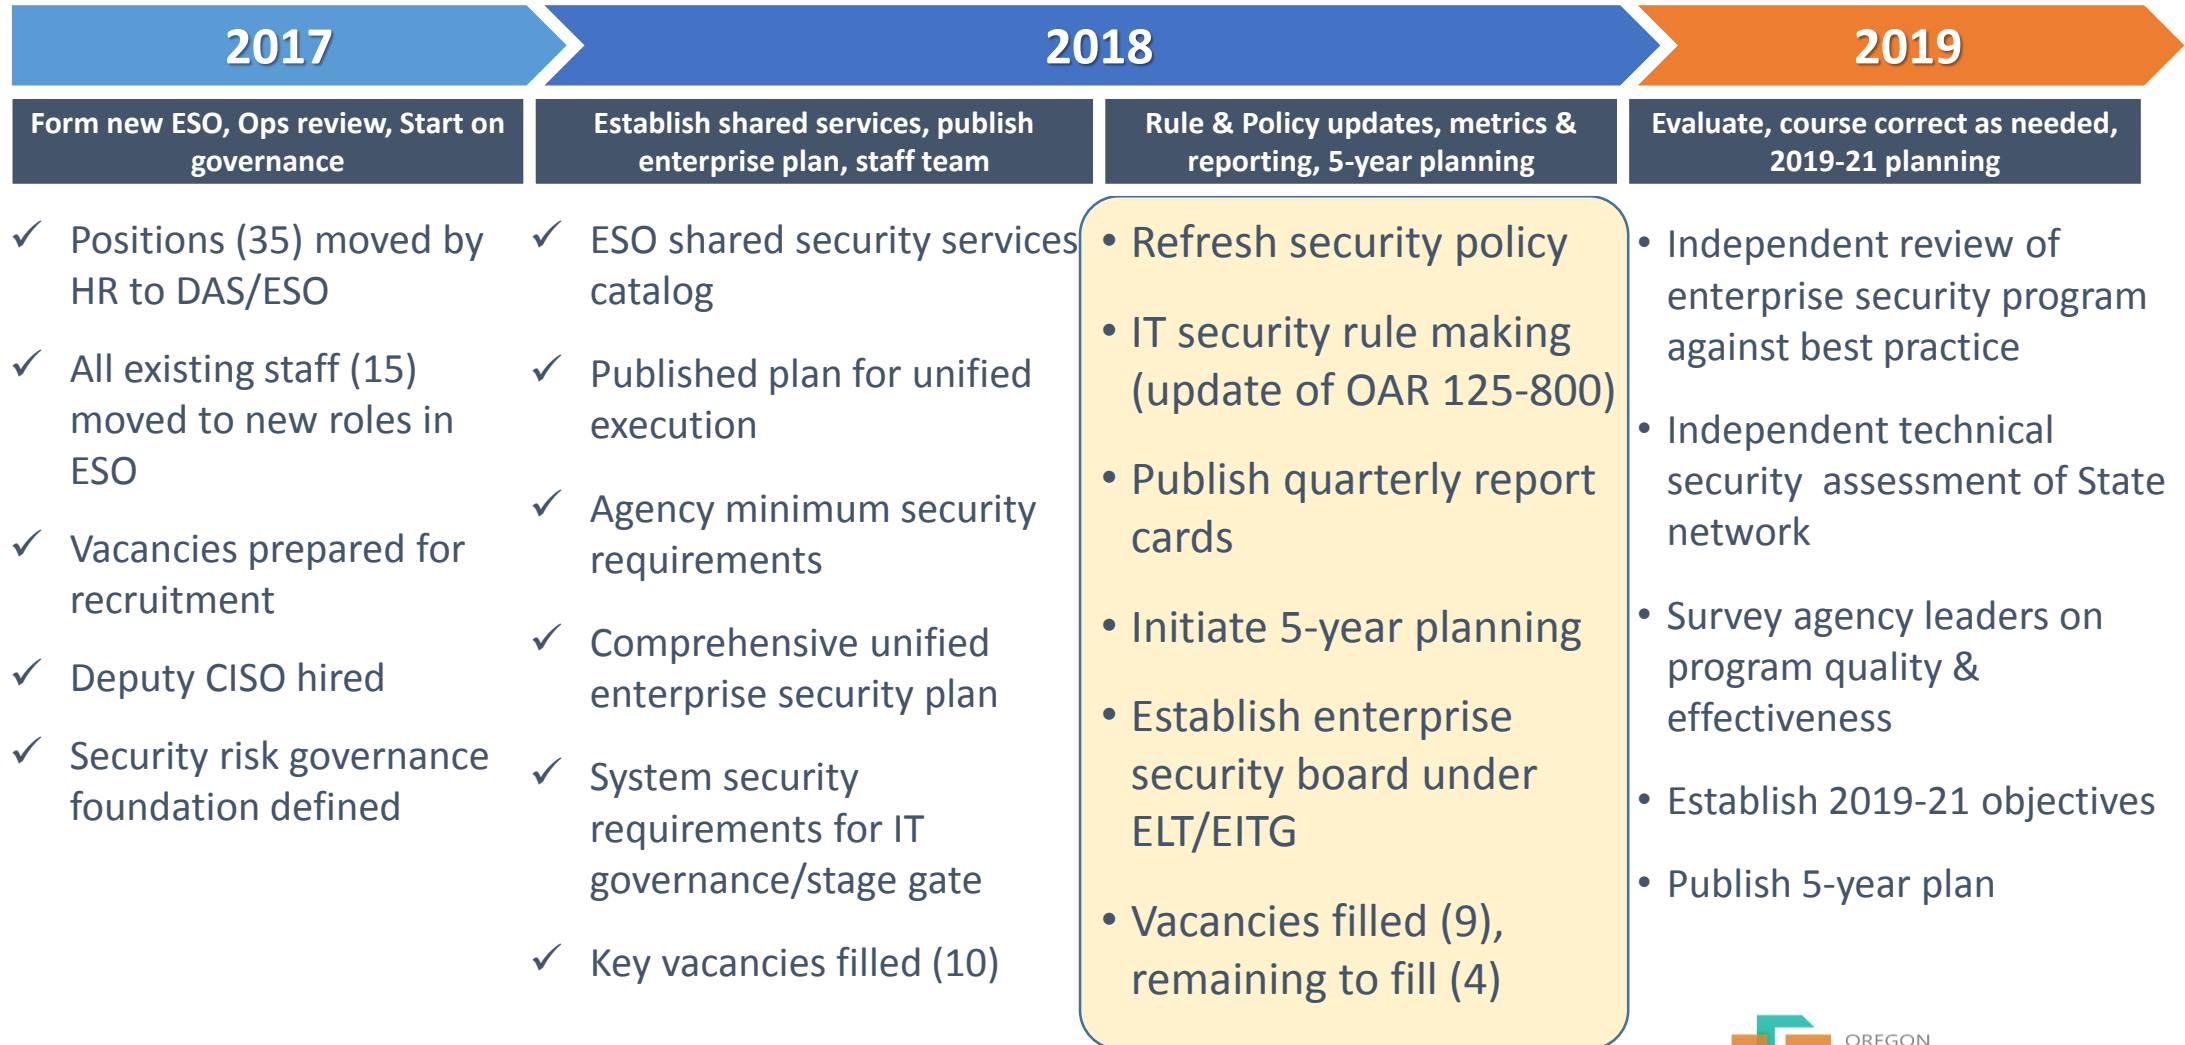 2017
2018
2019
Form new ESO, Ops review, Start on
governance
Establish shared services, publish
enterprise plan, staff team
Rule & Policy updates, metrics &
reporting, 5-year planning
Evaluate, course correct as needed,
2019-21 planning
✓ Positions (35) moved by
HR to DAS/ESO
✓ All existing staff (15)
moved to new roles in
ESO
✓ Vacancies prepared for
recruitment
✓ Deputy CISO hired
✓ Security risk governance
foundation defined
✓ ESO shared security services
catalog
✓ Published plan for unified
execution
✓ Agency minimum security
requirements
✓ Comprehensive unified
enterprise security plan
✓ System security
requirements for IT
governance/stage gate
✓ Key vacancies filled (10)
• Refresh security policy
• IT security rule making
(update of OAR 125-800)
• Publish quarterly report
cards
• Initiate 5-year planning
• Establish enterprise
security board under
ELT/EITG
• Vacancies filled (9),
remaining to fill (4)
• Independent review of
enterprise security program
against best practice
• Independent technical
security  assessment of State
network
• Survey agency leaders on
program quality &
effectiveness
• Establish 2019-21 objectives
• Publish 5-year plan
OREGON